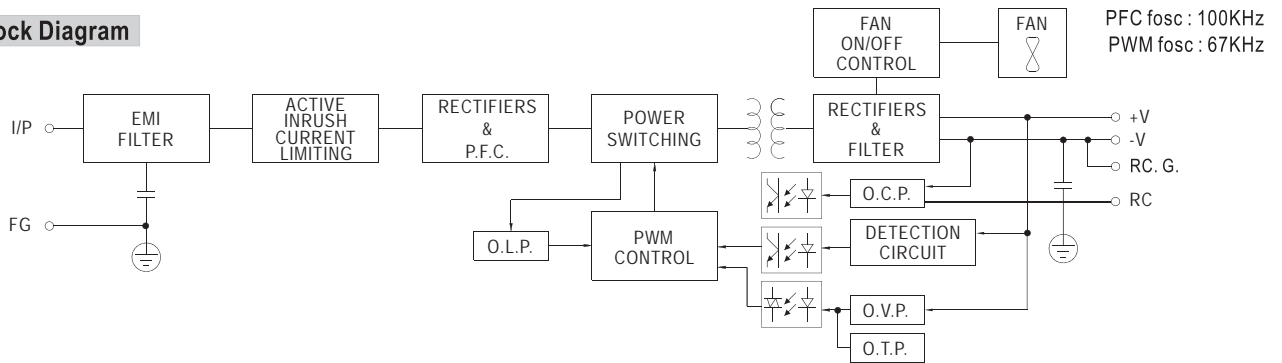 ock Diagram
PFC fosc : 100KHz
PWM fosc : 67KHz
FAN
ON/OFF
CONTROL
FAN
I/P
EMI
FILTER
ACTIVE
INRUSH
CURRENT
LIMITING
RECTIFIERS
&
P.F.C.
POWER
SWITCHING
RECTIFIERS
&
FILTER
+V
-V
RC. G.
RC
FG
O.L.P.
PWM
CONTROL
O.C.P.
DETECTION
CIRCUIT
O.V.P.
O.T.P.